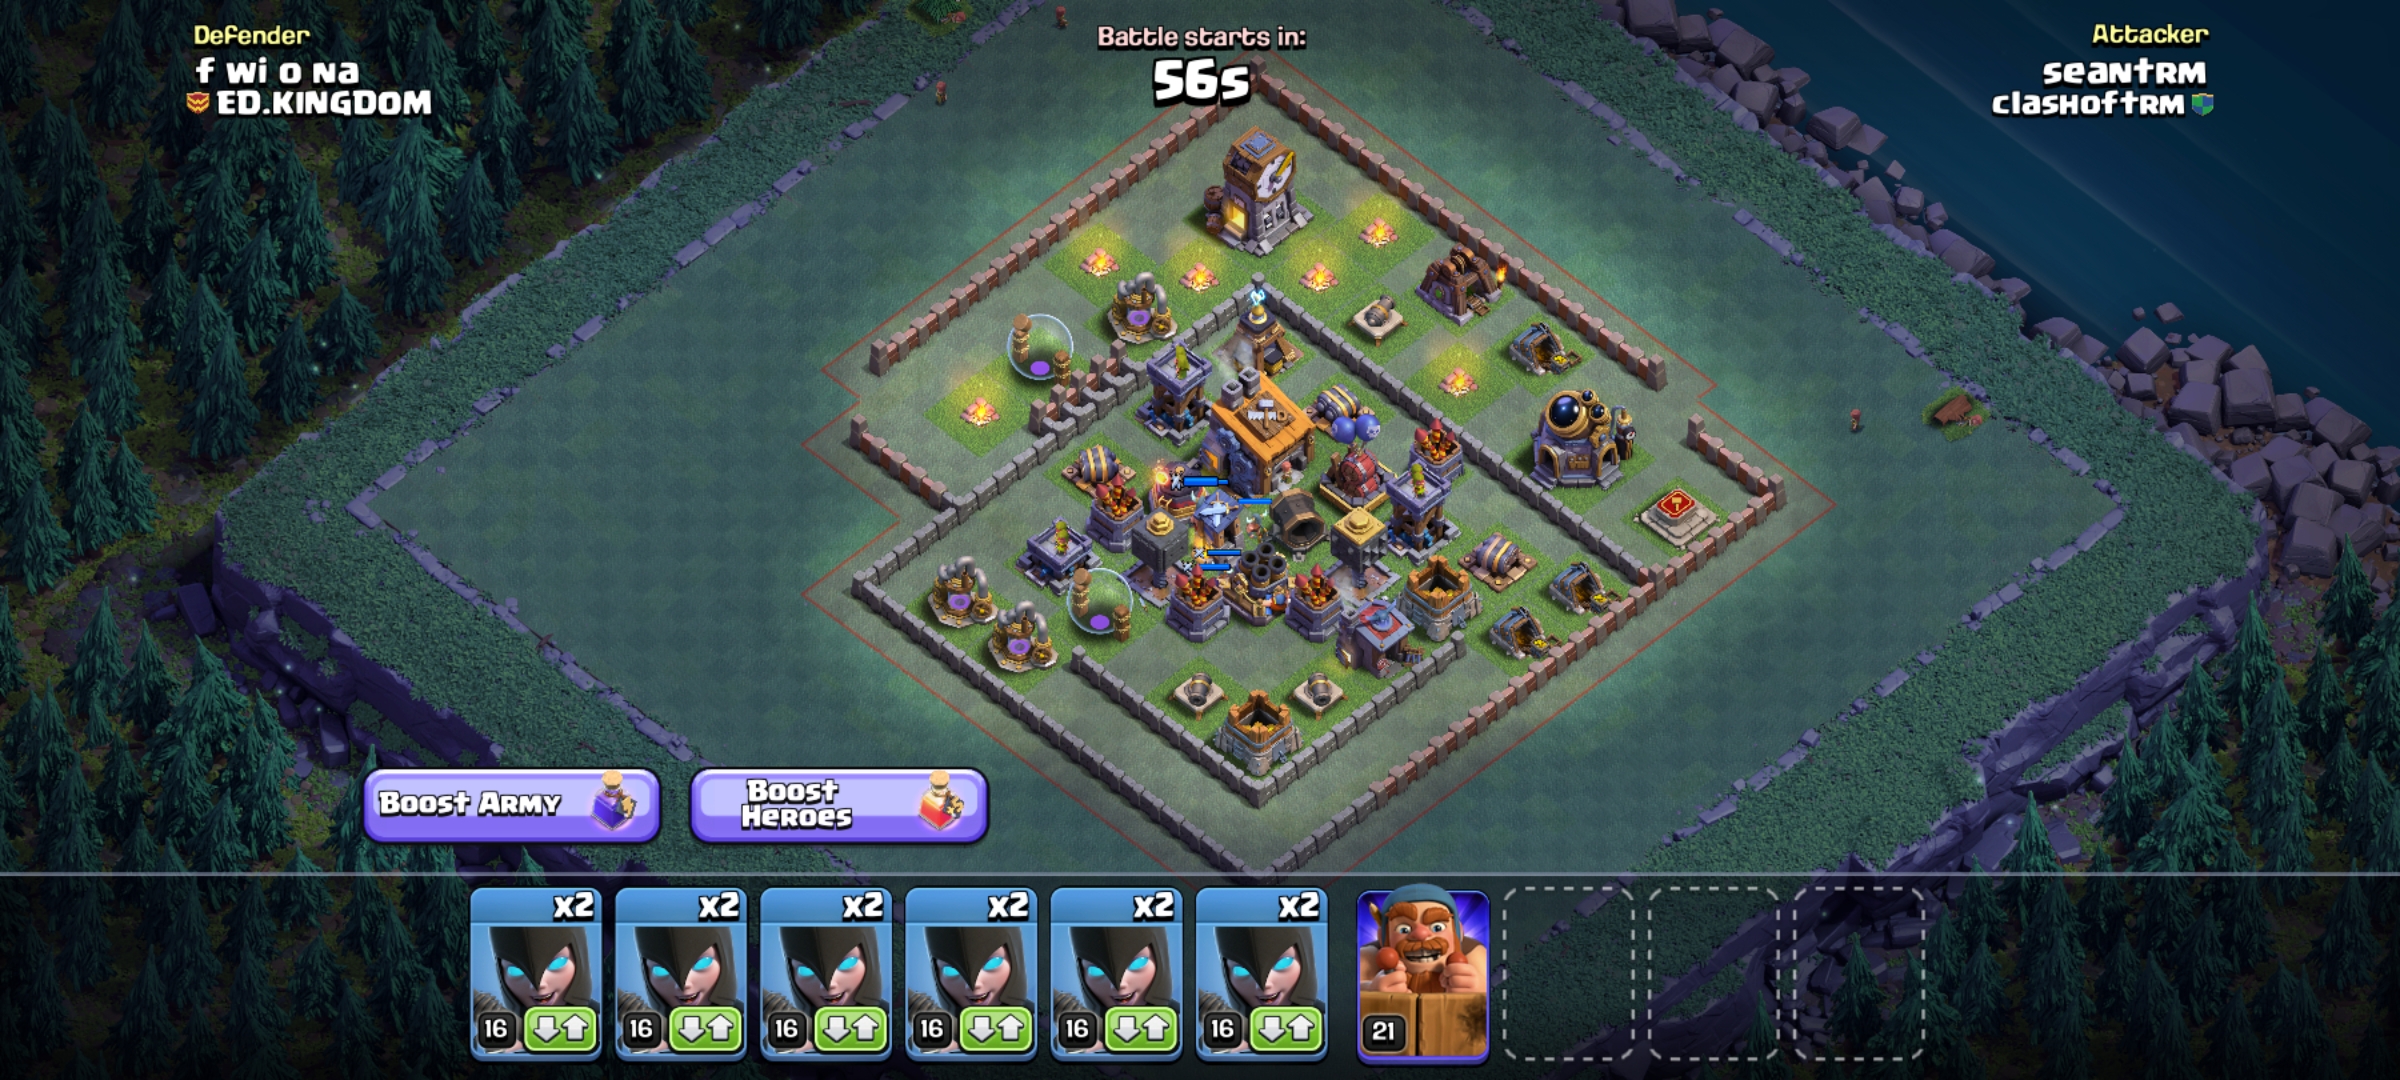 Defender
f wi o na
ED.KINGDOM
Battle starts in:
56s
Attacker
seantrm
clashoftrm
Boost Army
Boost
Heroes
x2
x2
x2
x2
x2
x2
16
16
16
16
16
16
21